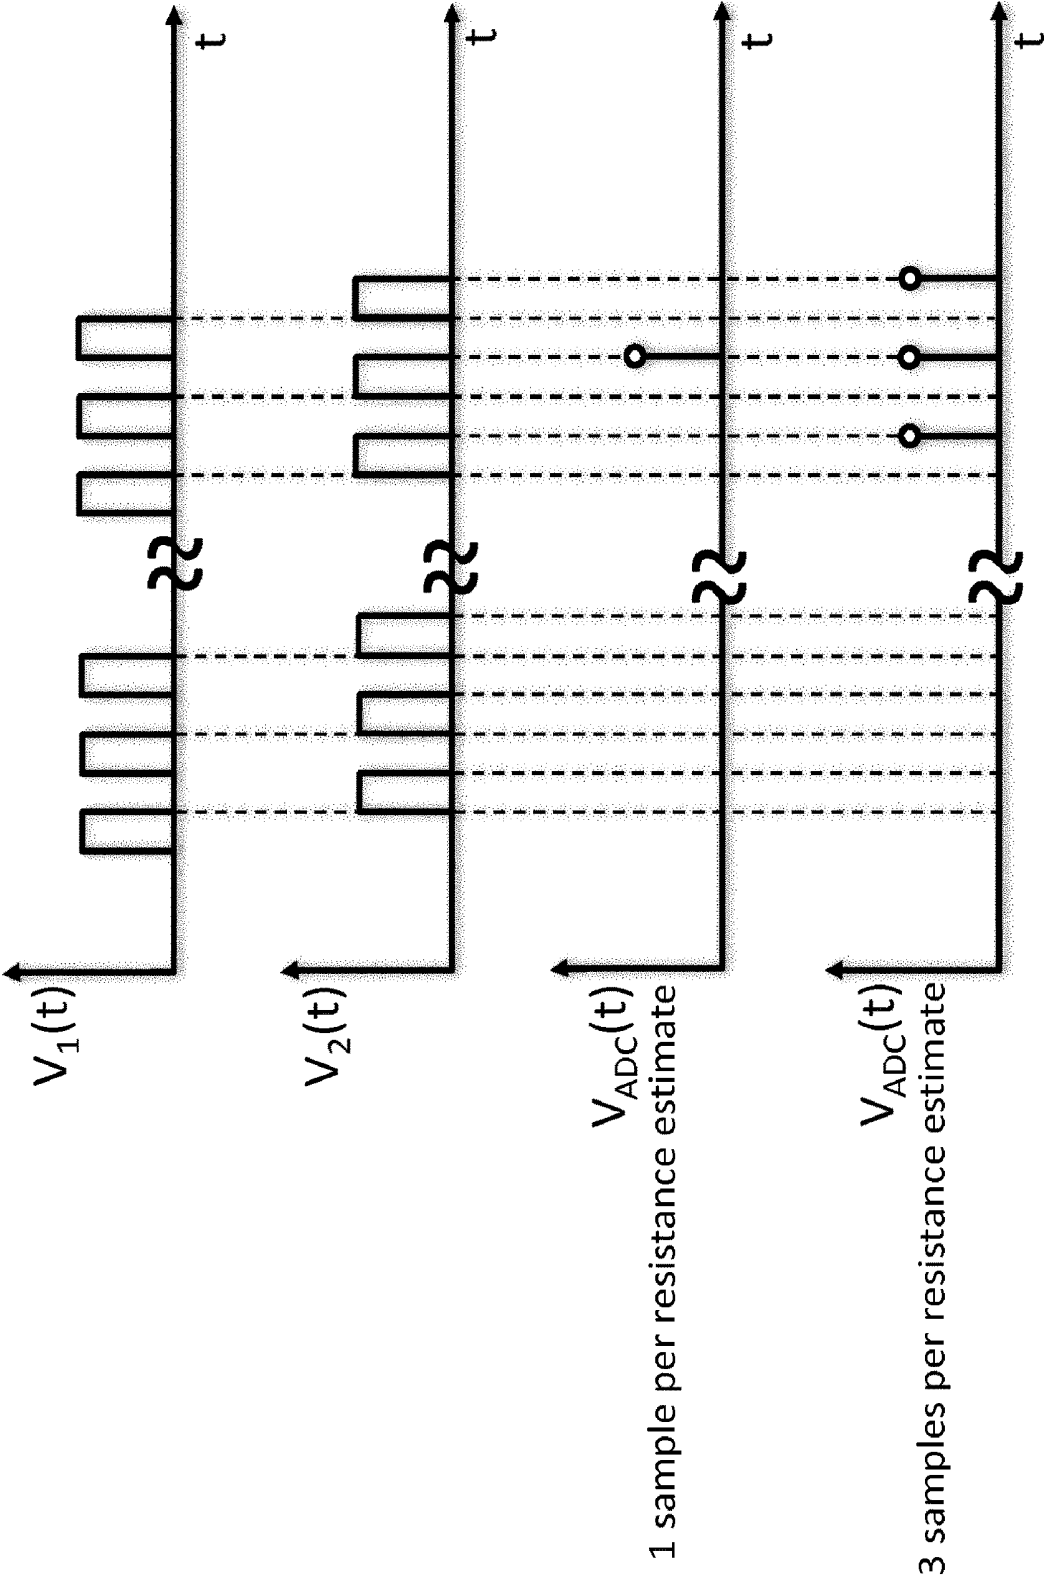 V1(t)
t
V2(t)
t
VADC(t)
1 sample per resistance estimate
t
VADC(t)
3 samples per resistance estimate
t